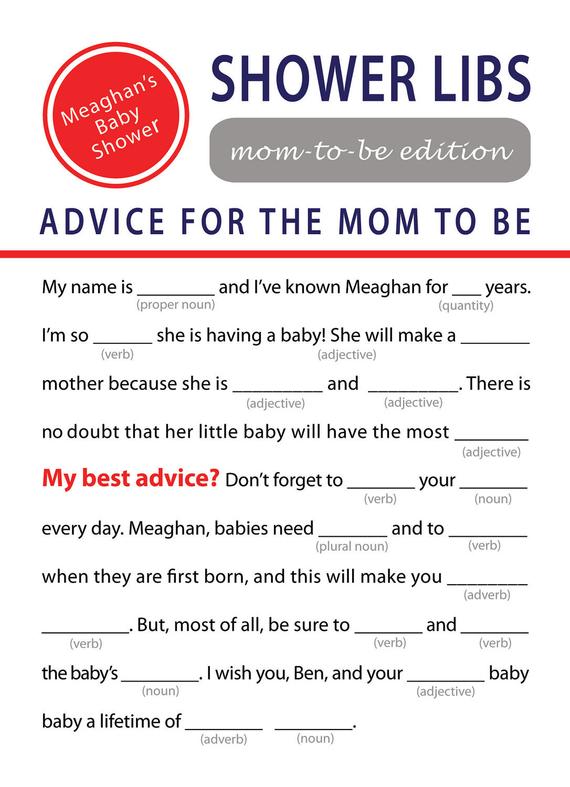 Meaghan's
Baby
Shower
SHOWER LIBS
mom-to-be edition
ADVICE FOR THE MOM TO BE
My name is ________ and I've known Meaghan for ___ years.
(proper noun) (quantity)
I'm so ______ she is having a baby! She will make a _______
(verb) (adjective)
mother because she is _________ and _________. There is
(adjective) (adjective)
no doubt that her little baby will have the most ________
(adjective)
My best advice? Don't forget to _______ your _______
(verb) (noun)
every day. Meaghan, babies need _______ and to ________
(plural noun) (verb)
when they are first born, and this will make you ________
(adverb)
_________. But, most of all, be sure to _______ and _______
(verb) (verb) (verb)
the baby's ________. I wish you, Ben, and your ________ baby
(noun) (adjective)
baby a lifetime of ________ ________.
(adverb) (noun)